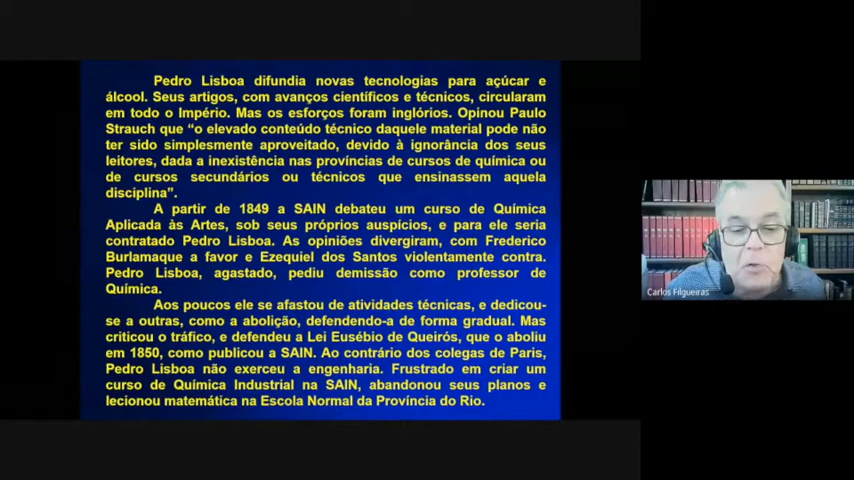 Pedro Lisboa difundia novas tecnologias para açúcar e
álcool. Seus artigos, com avanços científicos e técnicos, circularam
em todo o Império. Mas os esforços foram inglórios. Opinou Paulo
Strauch que “o elevado conteúdo técnico daquele material pode não
ter sido simplesmente aproveitado, devido à ignorância dos seus
leitores, dada a inexistência nas províncias de cursos de química ou
de cursos secundários ou técnicos que ensinassem aquela
disciplina”.
A partir de 1849 a SAIN debateu um curso de Química
Aplicada às Artes, sob seus próprios auspícios, e para ele seria
contratado Pedro Lisboa. As opiniões divergiram, com Frederico
Burlamaque a favor e Ezequiel dos Santos violentamente contra.
Pedro Lisboa, agastado, pediu demissão como professor de
Química.
Aos poucos ele se afastou de atividades técnicas, e dedicou-
se a outras, como a abolição, defendendo-a de forma gradual. Mas
criticou o tráfico, e defendeu a Lei Eusébio de Queirós, que o aboliu
em 1850, como publicou a SAIN. Ao contrário dos colegas de Paris,
Pedro Lisboa não exerceu a engenharia. Frustrado em criar um
curso de Química Industrial na SAIN, abandonou seus planos e
lecionou matemática na Escola Normal da Província do Rio.
Carlos Filgueiras